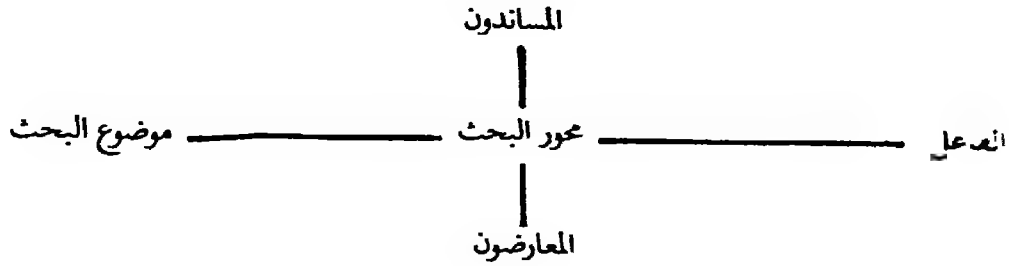 المساندون
الفاعل محور البحث موضوع البحث
المعارضون